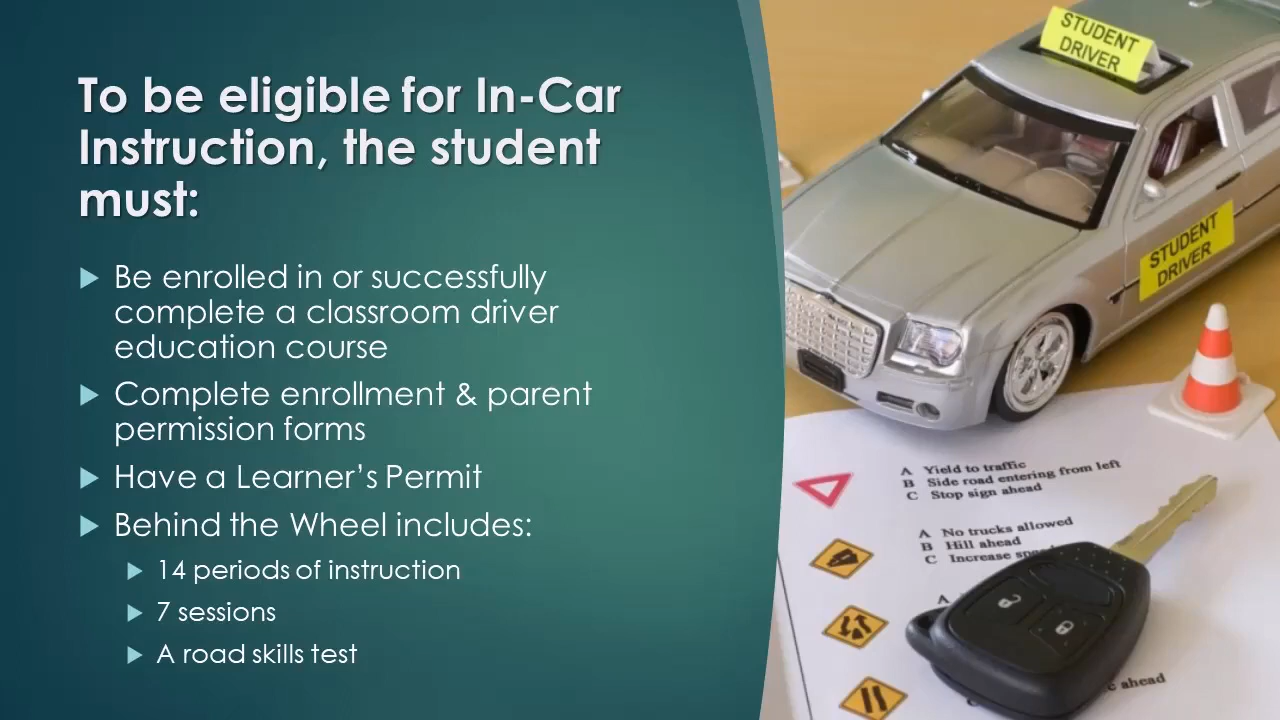 To be eligible for In-Car
Instruction, the student
must:
Be enrolled in or successfully
complete a classroom driver
education course
Complete enrollment & parent
permission forms
Have a Learner's Permit
Behind the Wheel includes:
14 periods of instruction
7 sessions
A road skills test
STUDENT
DRIVER
STUDENT
DRIVER
A Yield to traffic
B Side road entering from left
C Stop sign ahead
A No trucks allowed
B Hill ahead
C Increase
A
ahead